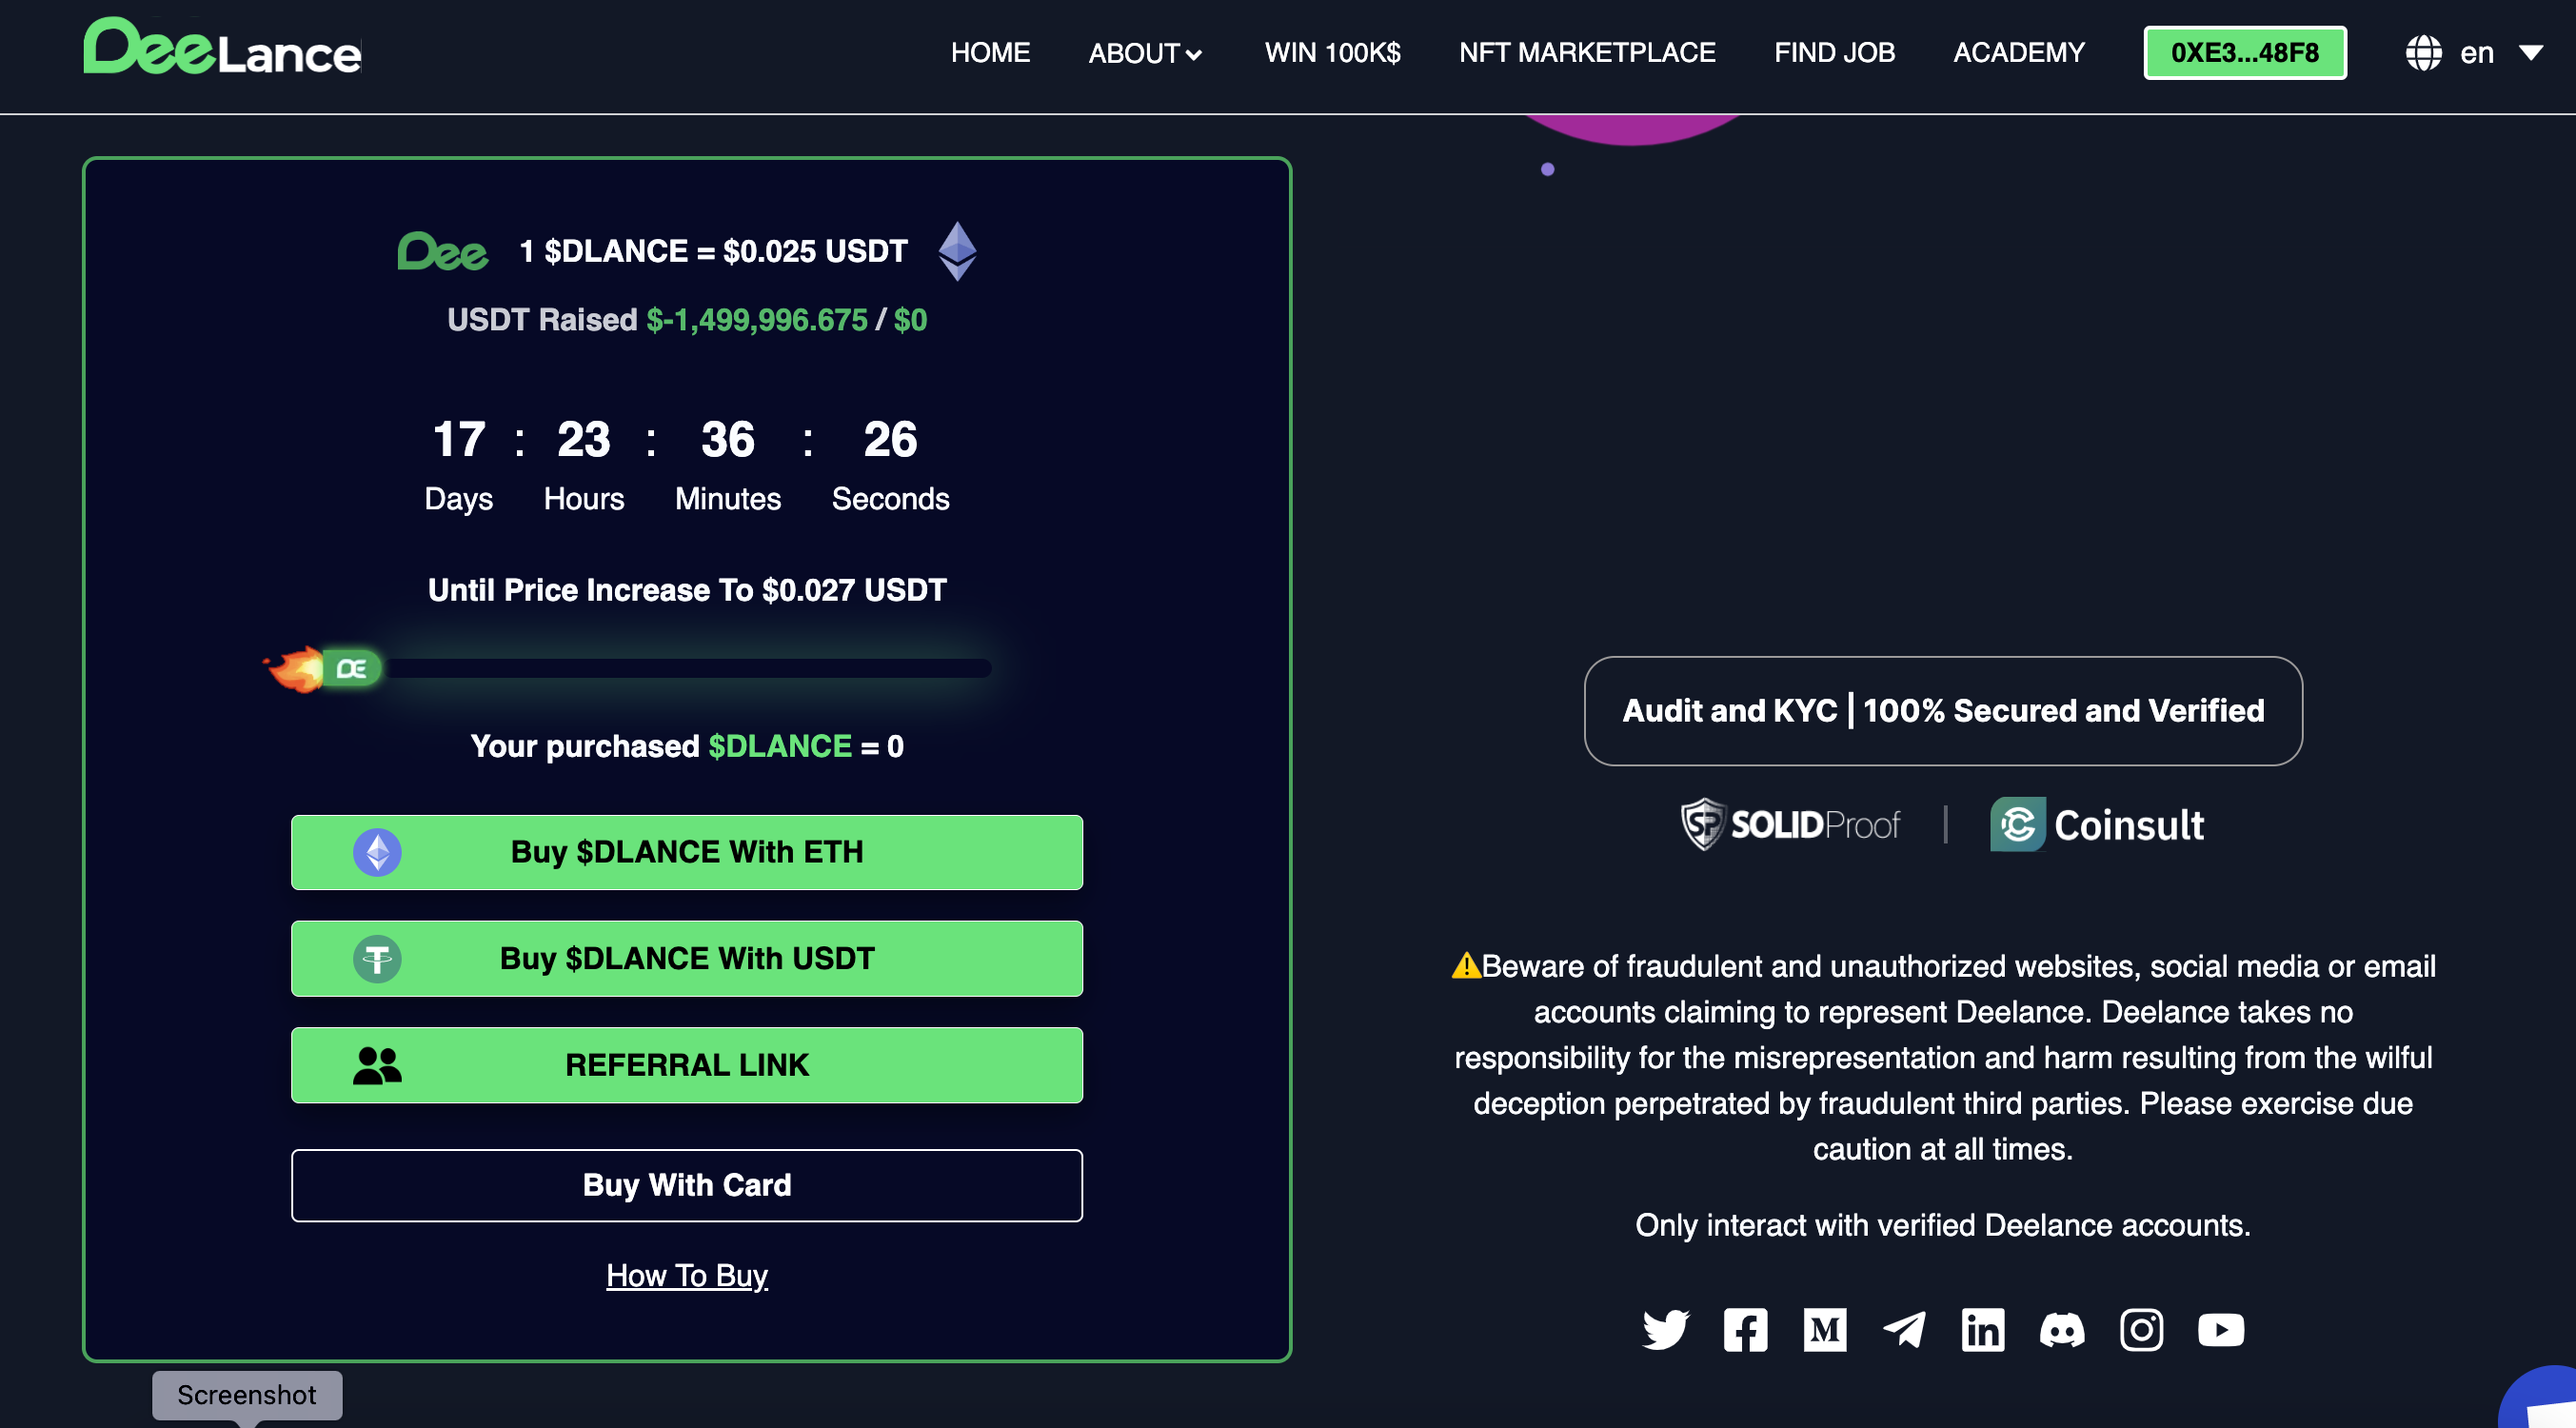 DeeLance
HOME ABOUT WIN 100K$ NFT MARKETPLACE FIND JOB ACADEMY 0XE3...48F8 en
Dee 1 $DLANCE = $0.025 USDT
USDT Raised $-1,499,996.675 / $0
17 : 23 : 36 : 26
Days Hours Minutes Seconds
Until Price Increase To $0.027 USDT
DE
Your purchased $DLANCE = 0
Buy $DLANCE With ETH
Buy $DLANCE With USDT
REFERRAL LINK
Buy With Card
How To Buy
Audit and KYC | 100% Secured and Verified
SP SOLIDProof | Coinsult
⚠️Beware of fraudulent and unauthorized websites, social media or email
accounts claiming to represent Deelance. Deelance takes no
responsibility for the misrepresentation and harm resulting from the wilful
deception perpetrated by fraudulent third parties. Please exercise due
caution at all times.
Only interact with verified Deelance accounts.
Screenshot